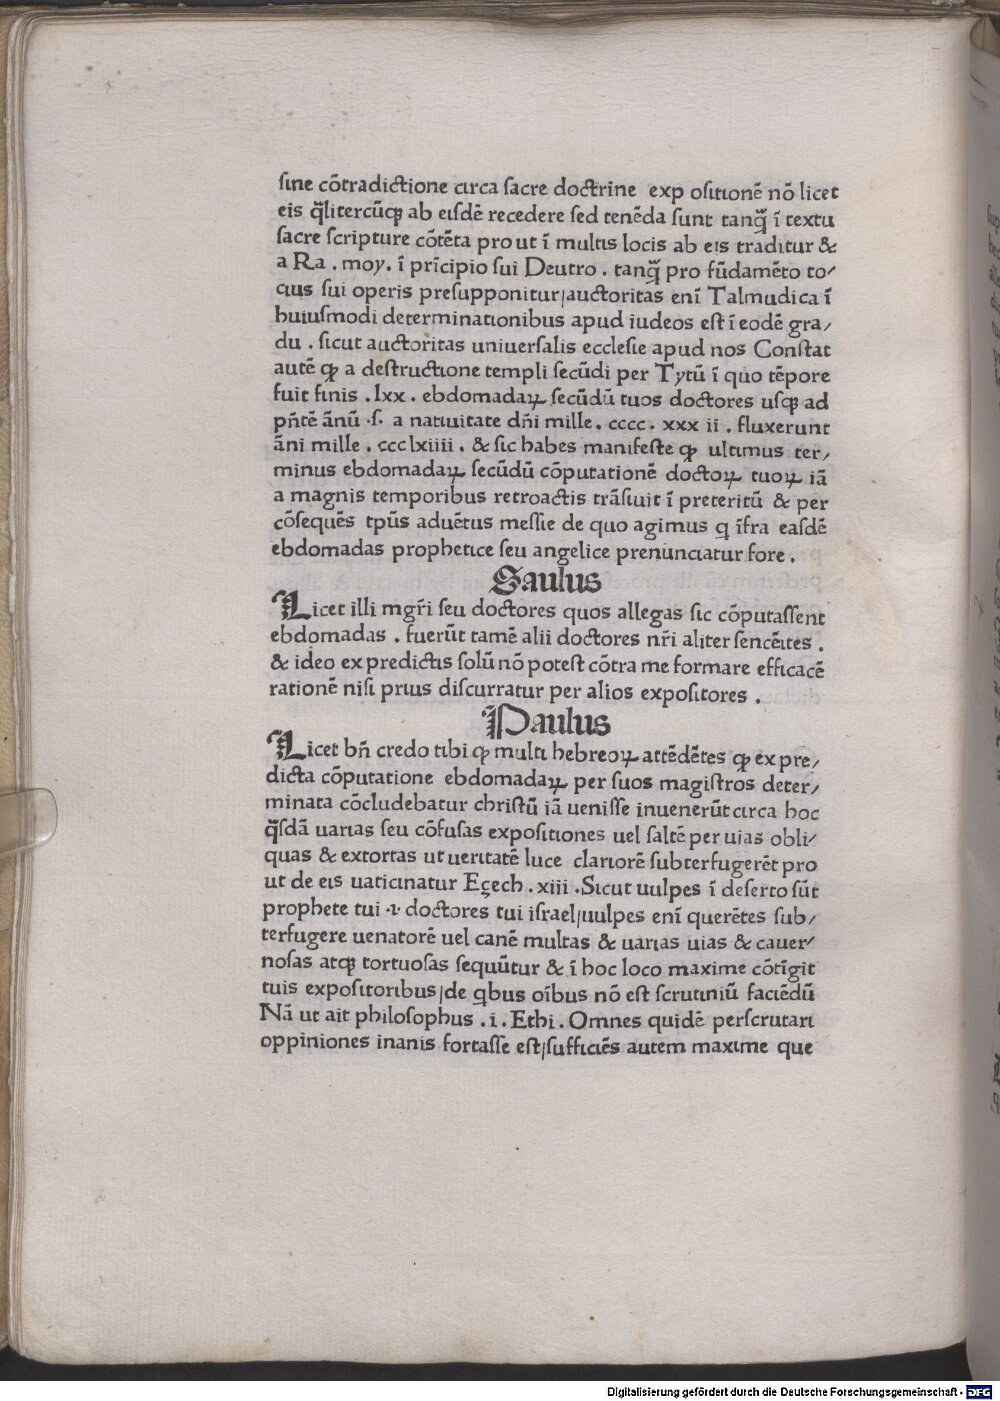 sine cōtradictione circa sacre doctrine exp ositionē nō licet
eis q̄litercūqꝫ ab eisdē recedere sed tenēda sunt tanq̄ꝫ ī textu
sacre scripture cōtēta prout ī multis locis ab eis traditur &
a Ra . moy . ī prīcipio sui Deutro . tanq̄ꝫ pro fūdamēto to⸗
cius sui operis presupponitur|auctoritas enī Talmudica ī
huiusmodi determinationibus apud iudeos est ī eodē gra⸗
du . sicut auctoritas uniuersalis ecclesie apud nos Constat
autē ꝙ a destructione templi secūdi per Tytū ī quo tēpore
fuit finis . lxx . ebdomadaꝝ secūdū tuos doctores usqꝫ ad
pn̄tē ānū ·s· a natiuitate dn̄i mille . cccc . xxx ii . fluxerunt
āni mille . ccclxiiii . & sic habes manifeste ꝙ ultimus ter⸗
minus ebdomadaꝝ secūdū cōputationē doctoꝝ tuoꝝ iā
a magnis temporibus retroactis trāsiuit ī preteritū & per
cōsequēs tpūs aduētus messie de quo agimus q īfra easdē
ebdomadas prophetice seu angelice prenunciatur fore .
Saulus
Licet illi mgr̄i seu doctores quos allegas sic cōputassent
ebdomadas . fuerūt tamē alii doctores nr̄i aliter sencēites .
& ideo ex predictis solū nō potest cōtra me formare efficacē
rationē nisi prius discurratur per alios expositores .
Paulus
Licet bn̄ credo tibi ꝙ multi hebreoꝝ attēdētes ꝙ ex pre⸗
dicta cōputatione ebdomadaꝝ per suos magistros deter⸗
minata cōcludebatur christū iā uenisse inuenerūt circa hoc
q̄sdā uarias seu cōfusas expositiones uel saltē per uias obli⸗
quas & extortas ut ueritatē luce clariorē subterfugerēt pro
ut de eis uaticinatur Eçech . xiii . Sicut uulpes ī deserto sūt
prophete tui ·i· doctores tui israel|uulpes enī querētes sub⸗
terfugere uenatorē uel canē multas & uarias uias & cauer⸗
nosas atqꝫ tortuosas sequūtur & ī hoc loco maxime cōtīgit
tuis expositoribus|de qbus oībus nō est scrutiniū faciēdū
Nā ut ait philosophus . i . Ethi . Omnes quidē perscrutari
oppiniones inanis fortasse est|sufficiēs autem maxime que
Digitalisierung gefördert durch die Deutsche Forschungsgemeinschaft - DFG